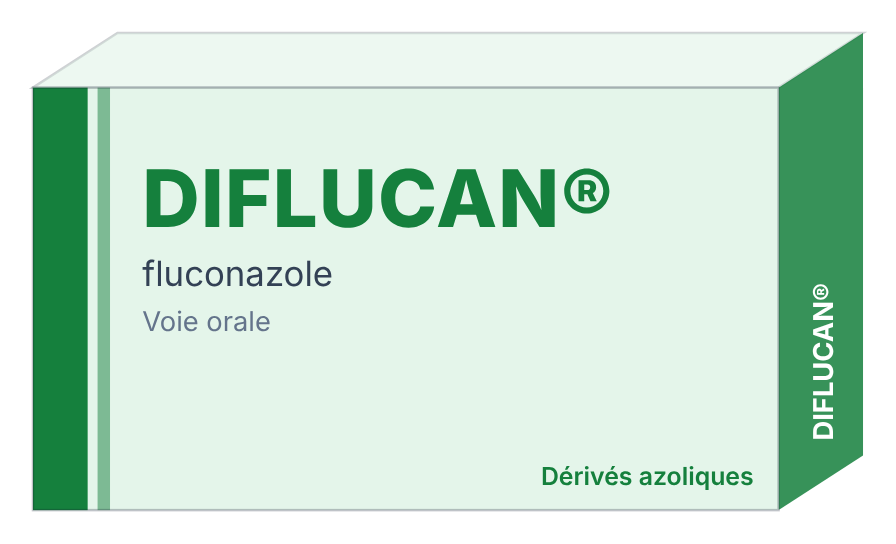 DIFLUCAN®
fluconazole
Voie orale
Dérivés azoliques
DIFLUCAN®